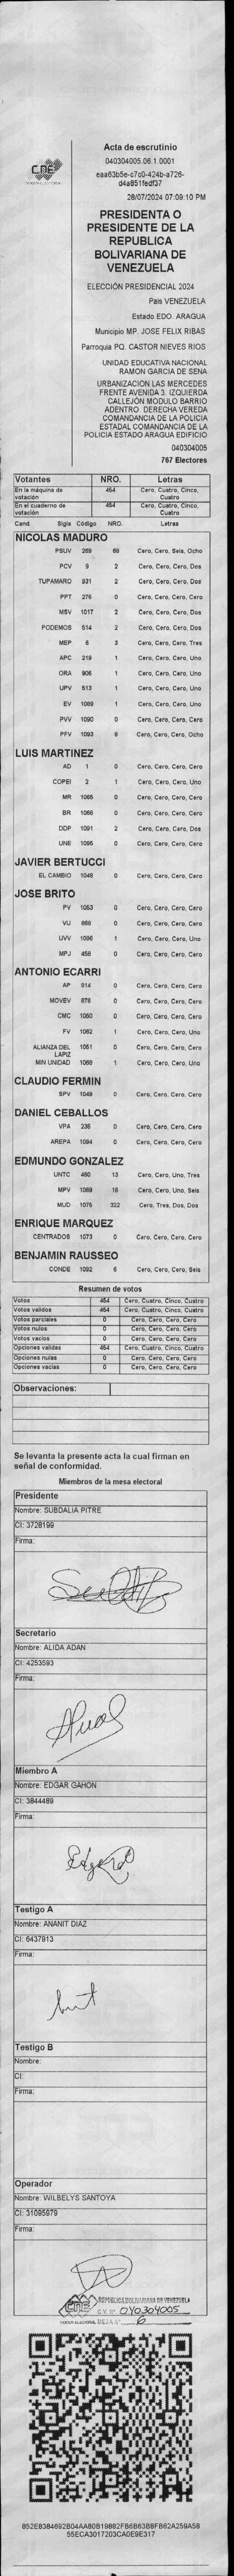 CNE
Acta de escrutinio
040304005.06.1.0001
eaa63b5e-c7c0-424b-a726-
d4a851fedf37
28/07/2024 07:09:10 PM
PRESIDENTA O
PRESIDENTE DE LA
REPUBLICA
BOLIVARIANA DE
VENEZUELA
ELECCIÓN PRESIDENCIAL 2024
País VENEZUELA
Estado EDO. ARAGUA
Municipio MP. JOSE FELIX RIBAS
Parroquia PQ. CASTOR NIEVES RIOS
UNIDAD EDUCATIVA NACIONAL
RAMON GARCIA DE SENA
URBANIZACIÓN LAS MERCEDES
FRENTE AVENIDA 3. IZQUIERDA
CALLEJÓN MODULO BARRIO
ADENTRO. DERECHA VEREDA
COMANDANCIA DE LA POLICIA
ESTADAL COMANDANCIA DE LA
POLICIA ESTADO ARAGUA EDIFICIO
040304005
767 Electores
Votantes NRO. Letras
En la máquina de votación 454 Cero, Cuatro, Cinco, Cuatro
En el cuaderno de votación 454 Cero, Cuatro, Cinco, Cuatro
Cand. Sigla Código NRO. Letras
NICOLAS MADURO
PSUV 269 68 Cero, Cero, Seis, Ocho
PCV 9 2 Cero, Cero, Cero, Dos
TUPAMARO 931 2 Cero, Cero, Cero, Dos
PPT 276 0 Cero, Cero, Cero, Cero
MSV 1017 2 Cero, Cero, Cero, Dos
PODEMOS 514 2 Cero, Cero, Cero, Dos
MEP 6 3 Cero, Cero, Cero, Tres
APC 219 1 Cero, Cero, Cero, Uno
ORA 906 1 Cero, Cero, Cero, Uno
UPV 513 1 Cero, Cero, Cero, Uno
EV 1089 1 Cero, Cero, Cero, Uno
PVV 1090 0 Cero, Cero, Cero, Cero
PFV 1093 8 Cero, Cero, Cero, Ocho
LUIS MARTINEZ
AD 1 0 Cero, Cero, Cero, Cero
COPEI 2 1 Cero, Cero, Cero, Uno
MR 1065 0 Cero, Cero, Cero, Cero
BR 1066 0 Cero, Cero, Cero, Cero
DDP 1091 2 Cero, Cero, Cero, Dos
UNE 1095 0 Cero, Cero, Cero, Cero
JAVIER BERTUCCI
EL CAMBIO 1048 0 Cero, Cero, Cero, Cero
JOSE BRITO
PV 1053 0 Cero, Cero, Cero, Cero
VU 968 0 Cero, Cero, Cero, Cero
UVV 1096 1 Cero, Cero, Cero, Uno
MPJ 458 0 Cero, Cero, Cero, Cero
ANTONIO ECARRI
AP 914 0 Cero, Cero, Cero, Cero
MOVEV 978 0 Cero, Cero, Cero, Cero
CMC 1050 0 Cero, Cero, Cero, Cero
FV 1062 1 Cero, Cero, Cero, Uno
ALIANZA DEL LAPIZ 1051 0 Cero, Cero, Cero, Cero
MIN UNIDAD 1068 1 Cero, Cero, Cero, Uno
CLAUDIO FERMIN
SPV 1049 0 Cero, Cero, Cero, Cero
DANIEL CEBALLOS
VPA 236 0 Cero, Cero, Cero, Cero
AREPA 1094 0 Cero, Cero, Cero, Cero
EDMUNDO GONZALEZ
UNTC 460 13 Cero, Cero, Uno, Tres
MPV 1069 16 Cero, Cero, Uno, Seis
MUD 1075 322 Cero, Tres, Dos, Dos
ENRIQUE MARQUEZ
CENTRADOS 1073 0 Cero, Cero, Cero, Cero
BENJAMIN RAUSSEO
CONDE 1092 6 Cero, Cero, Cero, Seis
Resumen de votos
Votos 454 Cero, Cuatro, Cinco, Cuatro
Votos validos 454 Cero, Cuatro, Cinco, Cuatro
Votos parciales 0 Cero, Cero, Cero, Cero
Votos nulos 0 Cero, Cero, Cero, Cero
Votos vacios 0 Cero, Cero, Cero, Cero
Opciones validas 454 Cero, Cuatro, Cinco, Cuatro
Opciones nulas 0 Cero, Cero, Cero, Cero
Opciones vacias 0 Cero, Cero, Cero, Cero
Observaciones:
Se levanta la presente acta la cual firman en
señal de conformidad.
Miembros de la mesa electoral
Presidente
Nombre: SUBDALIA PITRE
CI: 3728199
Firma:
Secretario
Nombre: ALIDA ADAN
CI: 4253593
Firma:
Miembro A
Nombre: EDGAR GAHON
CI: 3844489
Firma:
Testigo A
Nombre: ANANIT DIAZ
CI: 6437913
Firma:
Testigo B
Nombre:
CI:
Firma:
Operador
Nombre: WILBELYS SANTOYA
CI: 31095979
Firma:
CNE REPÚBLICA BOLIVARIANA DE VENEZUELA
C.V. Nº. 040304005
MESA Nº 6
852E8384692B04AA80B19882FB6B63B8FB62A259A58
55ECA3017203CA0E9E317